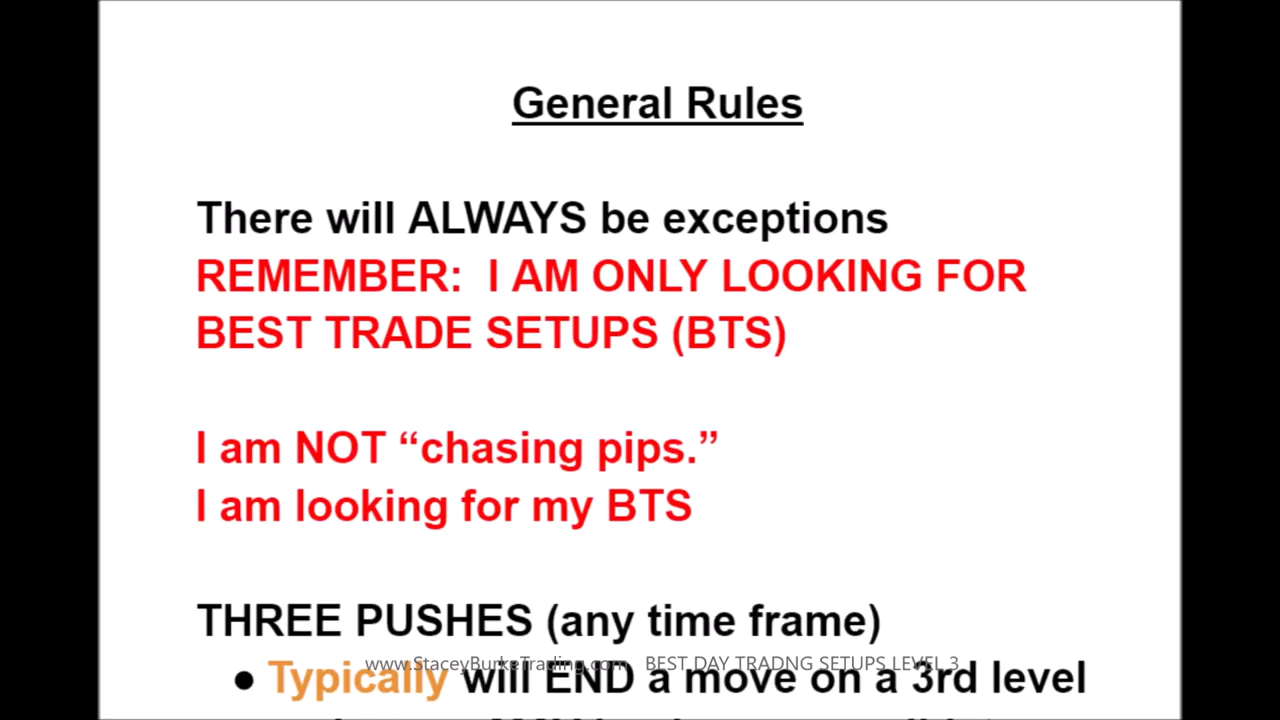 General Rules
There will ALWAYS be exceptions
REMEMBER:  I AM ONLY LOOKING FOR
BEST TRADE SETUPS (BTS)
I am NOT “chasing pips.”
I am looking for my BTS
THREE PUSHES (any time frame)
www.StaceyBurkeTrading.com   BEST DAY TRADNG SETUPS LEVEL 3
● Typically will END a move on a 3rd level